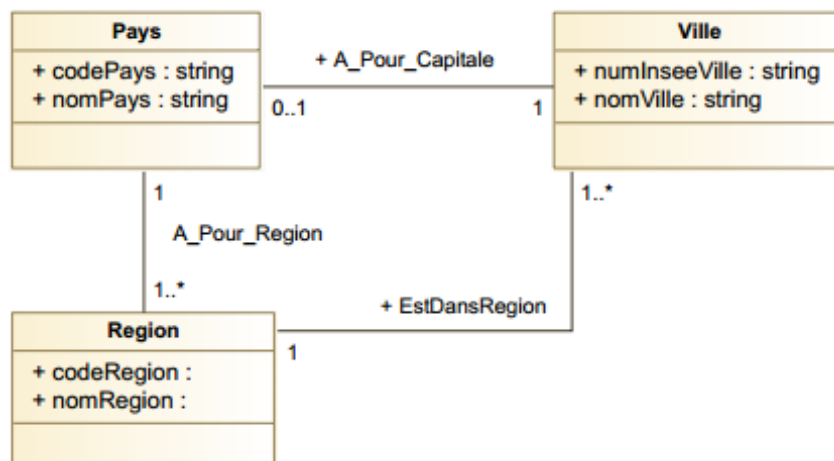 Pays
+ codePays : string
+ nomPays : string
+ A_Pour_Capitale
0..1
1
Ville
+ numInseeVille : string
+ nomVille : string
1
A_Pour_Region
1..*
1..*
+ EstDansRegion
1
Region
+ codeRegion :
+ nomRegion :